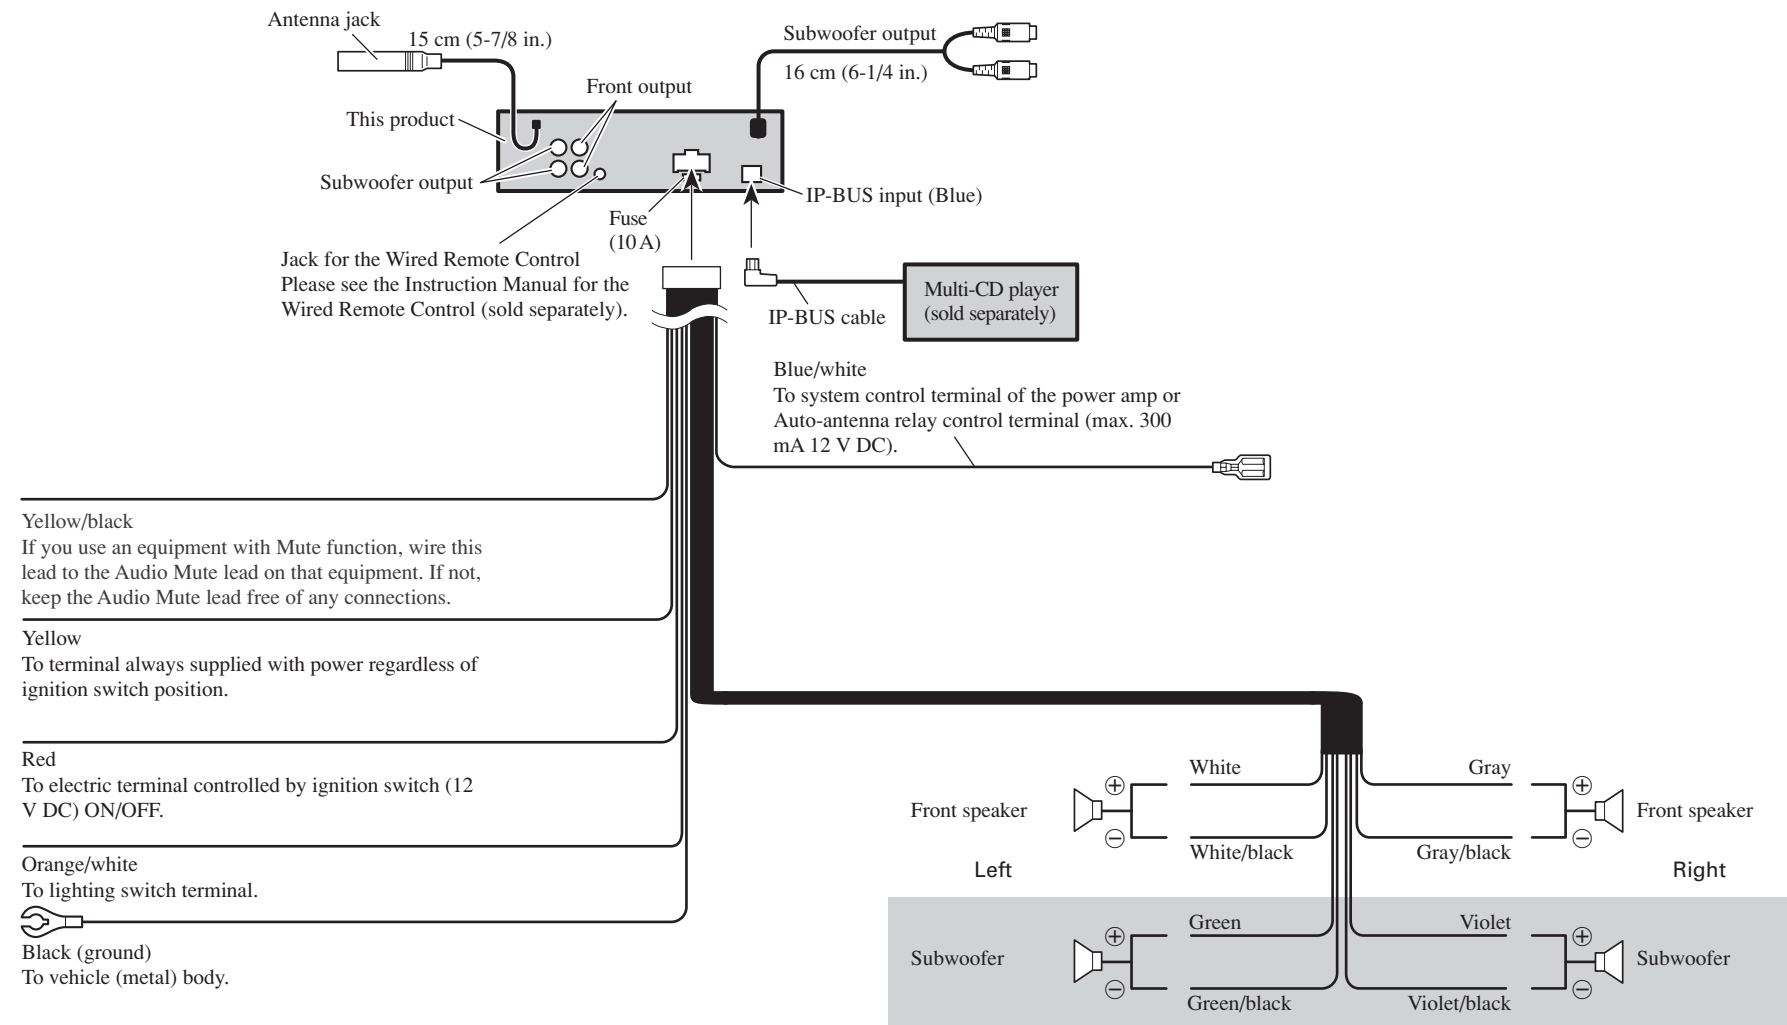 Antenna jack
15 cm (5-7/8 in.)
Subwoofer output
16 cm (6-1/4 in.)
Front output
This product
Subwoofer output
IP-BUS input (Blue)
Fuse
(10 A)
Jack for the Wired Remote Control
Please see the Instruction Manual for the
Wired Remote Control (sold separately).
Multi-CD player
(sold separately)
IP-BUS cable
Blue/white
To system control terminal of the power amp or
Auto-antenna relay control terminal (max. 300
mA 12 V DC).
Yellow/black
If you use an equipment with Mute function, wire this
lead to the Audio Mute lead on that equipment. If not,
keep the Audio Mute lead free of any connections.
Yellow
To terminal always supplied with power regardless of
ignition switch position.
Red
To electric terminal controlled by ignition switch (12
V DC) ON/OFF.
Orange/white
To lighting switch terminal.
Black (ground)
To vehicle (metal) body.
White
Gray
⊕
⊕
Front speaker
Front speaker
⊖
⊖
White/black
Gray/black
Left
Right
Green
Violet
⊕
⊕
Subwoofer
Subwoofer
⊖
⊖
Green/black
Violet/black